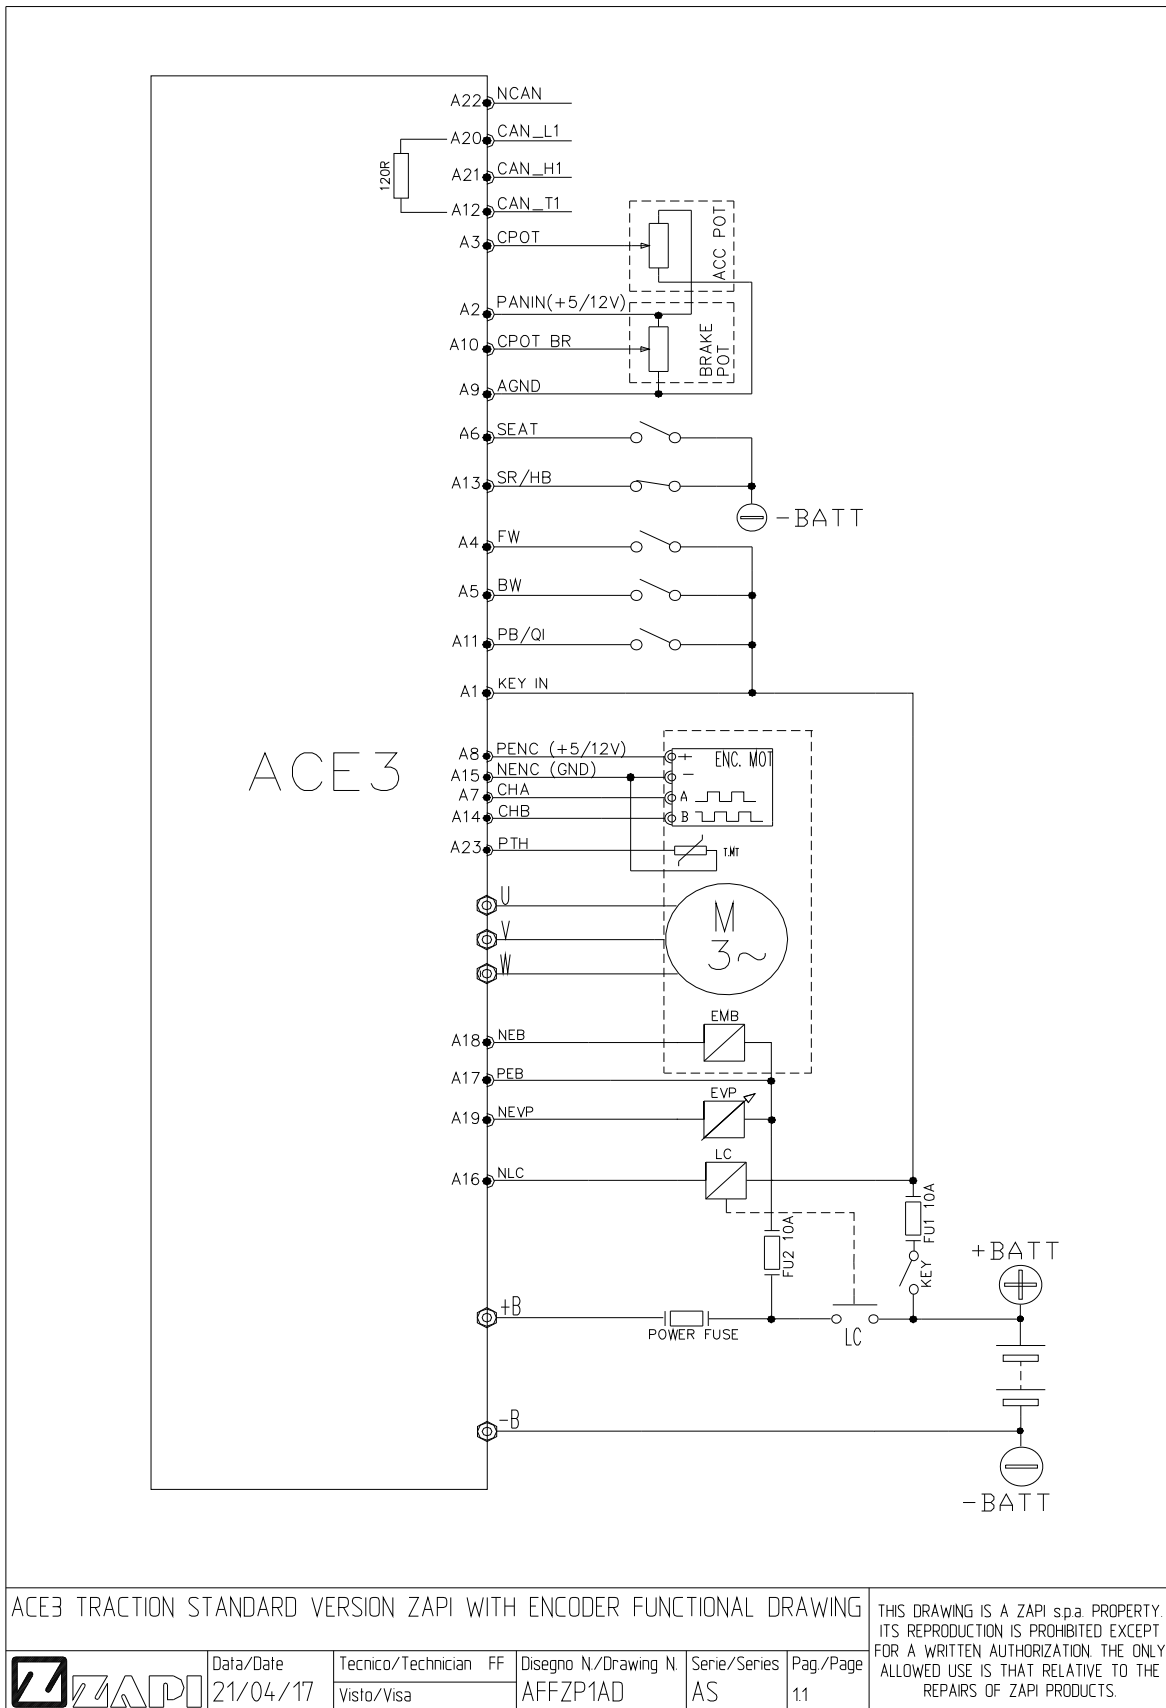 A22 NCAN
A20 CAN_L1
120R
A21 CAN_H1
A12 CAN_T1
A3 CPOT
ACC POT
A2 PANIN(+5/12V)
A10 CPOT BR
BRAKE
POT
A9 AGND
A6 SEAT
A13 SR/HB
-BATT
A4 FW
A5 BW
A11 PB/QI
A1 KEY IN
ACE3
A8 PENC (+5/12V)
ENC. MOT
+
A15 NENC (GND)
-
A7 CHA
A
A14 CHB
B
A23 PTH
T.MT
U
V
W
M
3~
EMB
A18 NEB
A17 PEB
EVP
A19 NEVP
LC
A16 NLC
FU1 10A
FU2 10A
KEY
+BATT
+B
POWER FUSE
LC
-B
-BATT
ACE3 TRACTION STANDARD VERSION ZAPI WITH ENCODER FUNCTIONAL DRAWING
THIS DRAWING IS A ZAPI s.p.a. PROPERTY.
ITS REPRODUCTION IS PROHIBITED EXCEPT
FOR A WRITTEN AUTHORIZATION. THE ONLY
ALLOWED USE IS THAT RELATIVE TO THE
REPAIRS OF ZAPI PRODUCTS.
ZAPI
Data/Date
21/04/17
Tecnico/Technician FF
Visto/Visa
Disegno N./Drawing N.
AFFZP1AD
Serie/Series
AS
Pag./Page
1.1